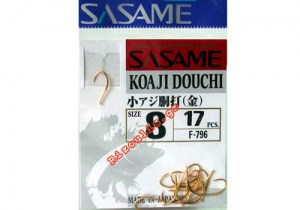 SASAME
SASAME
KOAJI DOUCHI
小アジ胴打(金)
SIZE 8 17 PCS.
F-796
MADE IN JAPAN